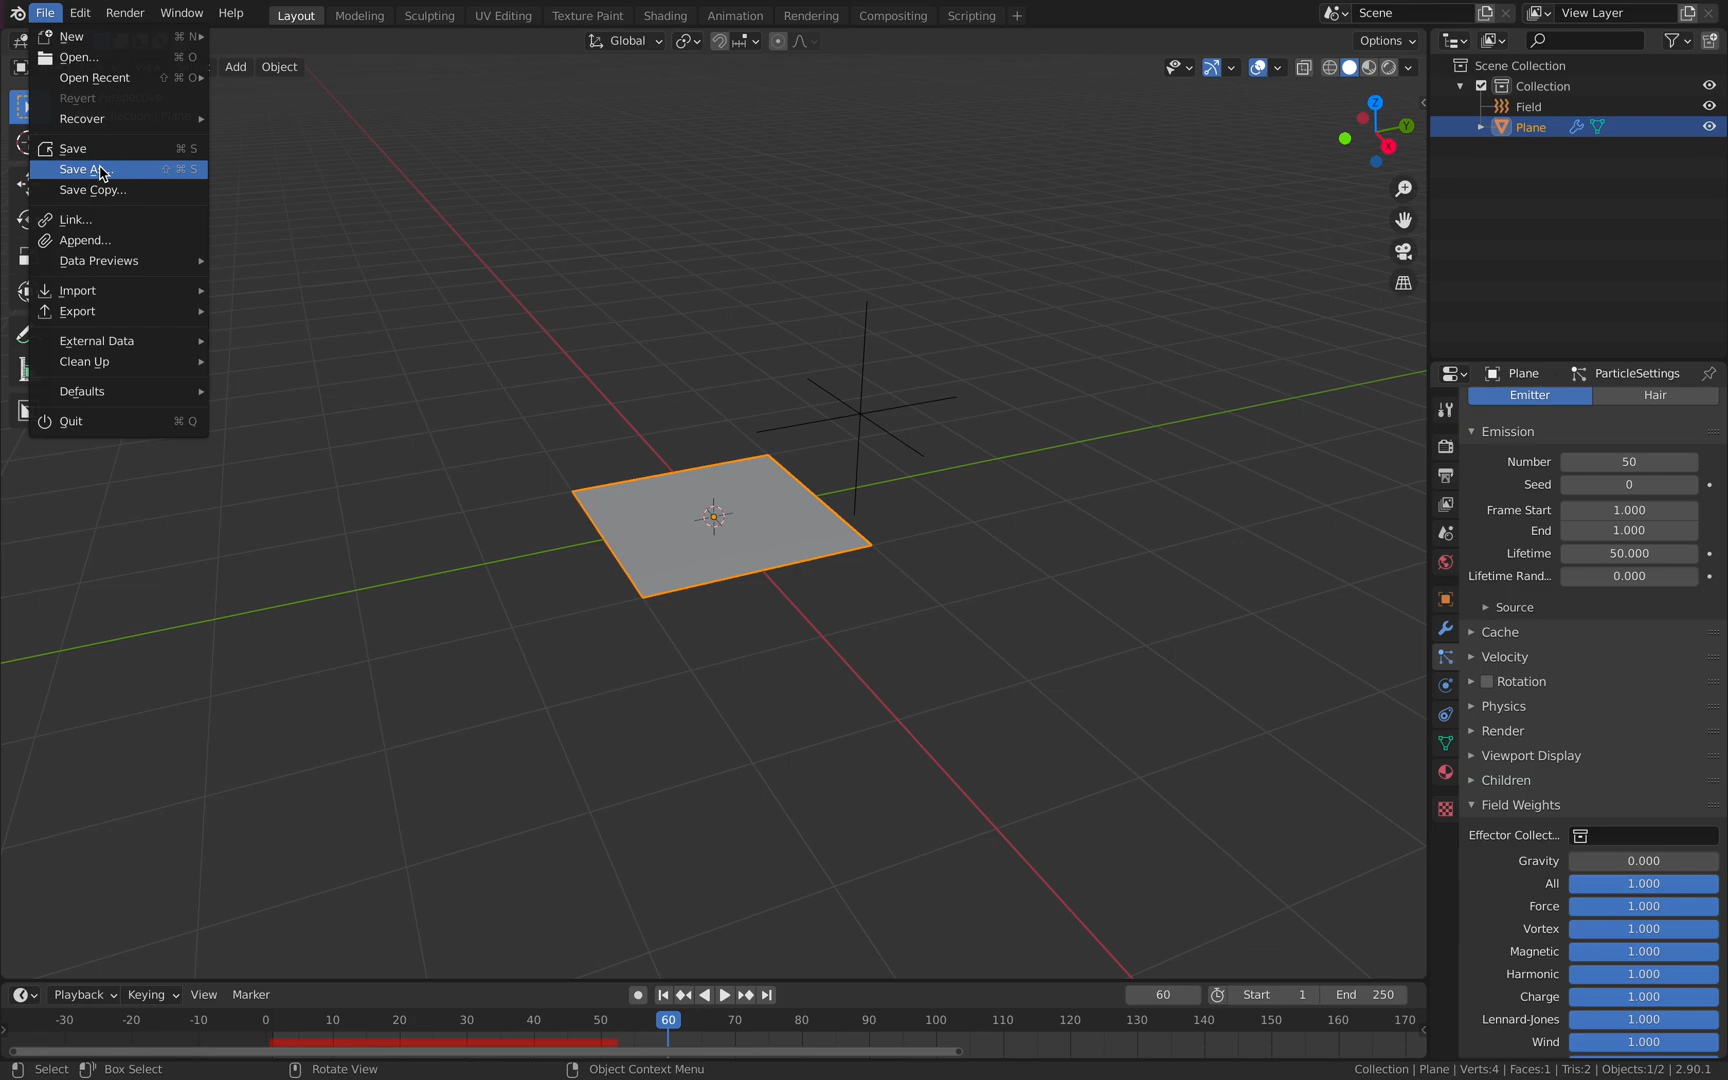 File Edit Render Window Help Layout Modeling Sculpting UV Editing Texture Paint Shading Animation Rendering Compositing Scripting + Scene View Layer
New ⌘ N
Open... ⌘ O
Open Recent ⇧ ⌘ O
Revert
Recover
Save ⌘ S
Save A... ⇧ ⌘ S
Save Copy...
Link...
Append...
Data Previews
Import
Export
External Data
Clean Up
Defaults
Quit ⌘ Q
Global Options
Add Object
Z
Y
X
Scene Collection
Collection
Field
Plane
Plane ParticleSettings
Emitter Hair
Emission
Number 50
Seed 0
Frame Start 1.000
End 1.000
Lifetime 50.000
Lifetime Rand... 0.000
Source
Cache
Velocity
Rotation
Physics
Render
Viewport Display
Children
Field Weights
Effector Collect...
Gravity 0.000
All 1.000
Force 1.000
Vortex 1.000
Magnetic 1.000
Harmonic 1.000
Charge 1.000
Lennard-Jones 1.000
Wind 1.000
Playback Keying View Marker 60 Start 1 End 250
-30 -20 -10 0 10 20 30 40 50 60 70 80 90 100 110 120 130 140 150 160 170
Select Box Select Rotate View Object Context Menu Collection | Plane | Verts:4 | Faces:1 | Tris:2 | Objects:1/2 | 2.90.1